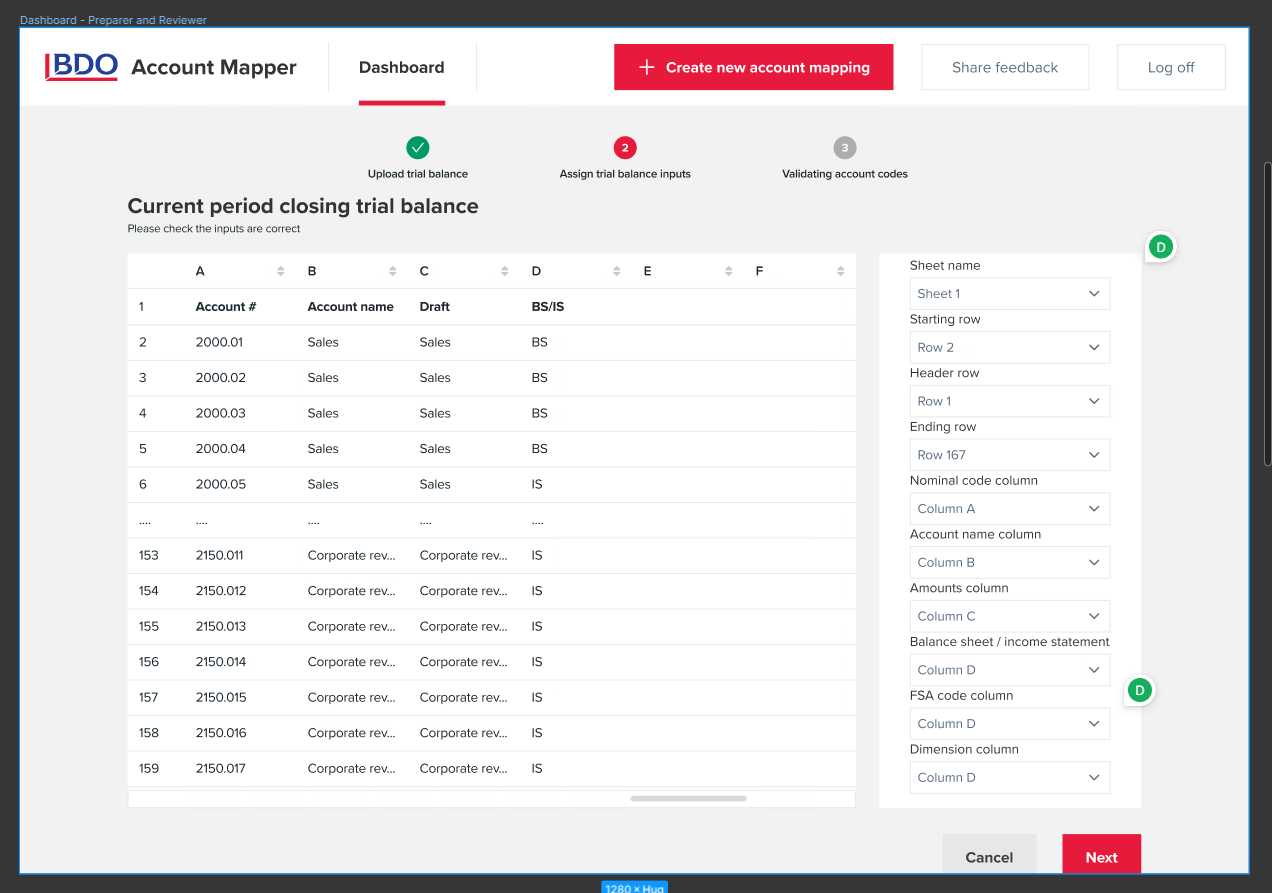 Dashboard - Preparer and Reviewer
BDO Account Mapper
Dashboard
Create new account mapping
Share feedback
Log off
2
3
Upload trial balance
Assign trial balance inputs
Validating account codes
Current period closing trial balance
Please check the inputs are correct
A B C D E F
1 Account # Account name Draft BS/IS
2 2000.01 Sales Sales BS
3 2000.02 Sales Sales BS
4 2000.03 Sales Sales BS
5 2000.04 Sales Sales BS
6 2000.05 Sales Sales IS
.... .... .... .... ....
153 2150.011 Corporate rev... Corporate rev... IS
154 2150.012 Corporate rev... Corporate rev... IS
155 2150.013 Corporate rev... Corporate rev... IS
156 2150.014 Corporate rev... Corporate rev... IS
157 2150.015 Corporate rev... Corporate rev... IS
158 2150.016 Corporate rev... Corporate rev... IS
159 2150.017 Corporate rev... Corporate rev... IS
D
Sheet name
Sheet 1
Starting row
Row 2
Header row
Row 1
Ending row
Row 167
Nominal code column
Column A
Account name column
Column B
Amounts column
Column C
Balance sheet / income statement
Column D
D
FSA code column
Column D
Dimension column
Column D
Cancel
Next
1280 × Hug